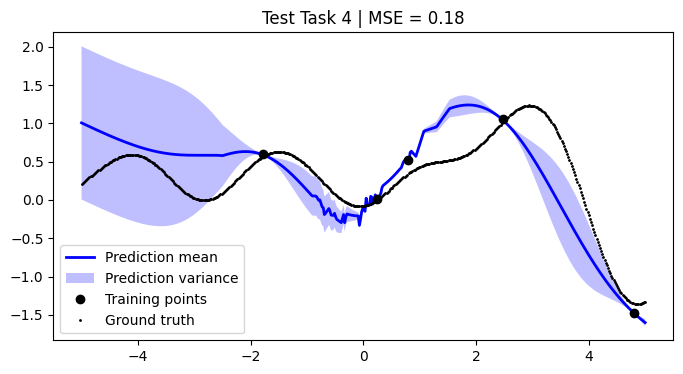 Test Task 4 | MSE = 0.18
2.0
1.5
1.0
0.5
0.0
−0.5
−1.0
−1.5
Prediction mean
Prediction variance
Training points
Ground truth
−4 −2 0 2 4